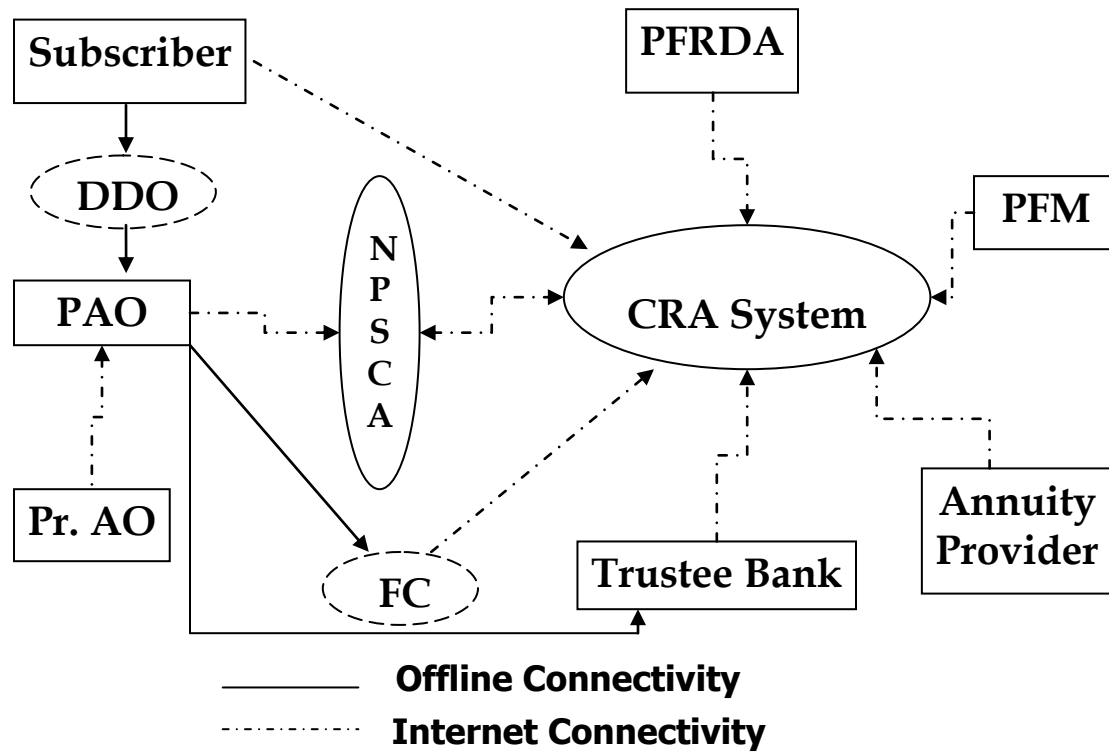 Subscriber
PFRDA
DDO
PFM
N
P
S
C
A
PAO
CRA System
Pr. AO
Annuity
Provider
Trustee Bank
FC
Offline Connectivity
Internet Connectivity